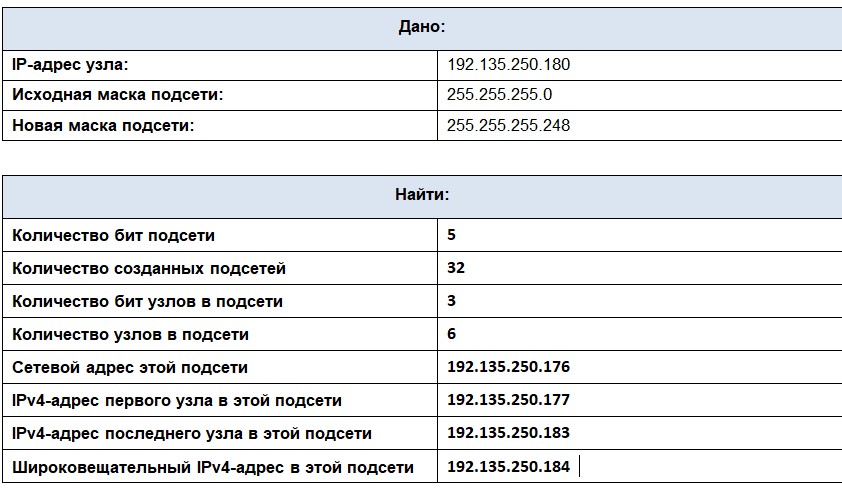 Дано:
IP-адрес узла: 192.135.250.180
Исходная маска подсети: 255.255.255.0
Новая маска подсети: 255.255.255.248
Найти:
Количество бит подсети 5
Количество созданных подсетей 32
Количество бит узлов в подсети 3
Количество узлов в подсети 6
Сетевой адрес этой подсети 192.135.250.176
IPv4-адрес первого узла в этой подсети 192.135.250.177
IPv4-адрес последнего узла в этой подсети 192.135.250.183
Широковещательный IPv4-адрес в этой подсети 192.135.250.184